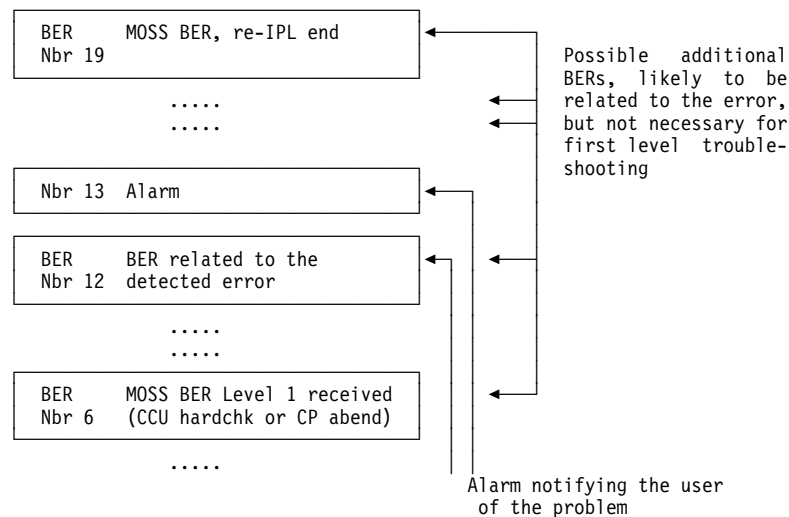 BER MOSS BER, re-IPL end
Nbr 19
Possible additional
BERs, likely to be
related to the error,
but not necessary for
first level trouble-
shooting
.....
.....
Nbr 13 Alarm
BER BER related to the
Nbr 12 detected error
.....
.....
BER MOSS BER Level 1 received
Nbr 6 (CCU hardchk or CP abend)
.....
Alarm notifying the user
of the problem